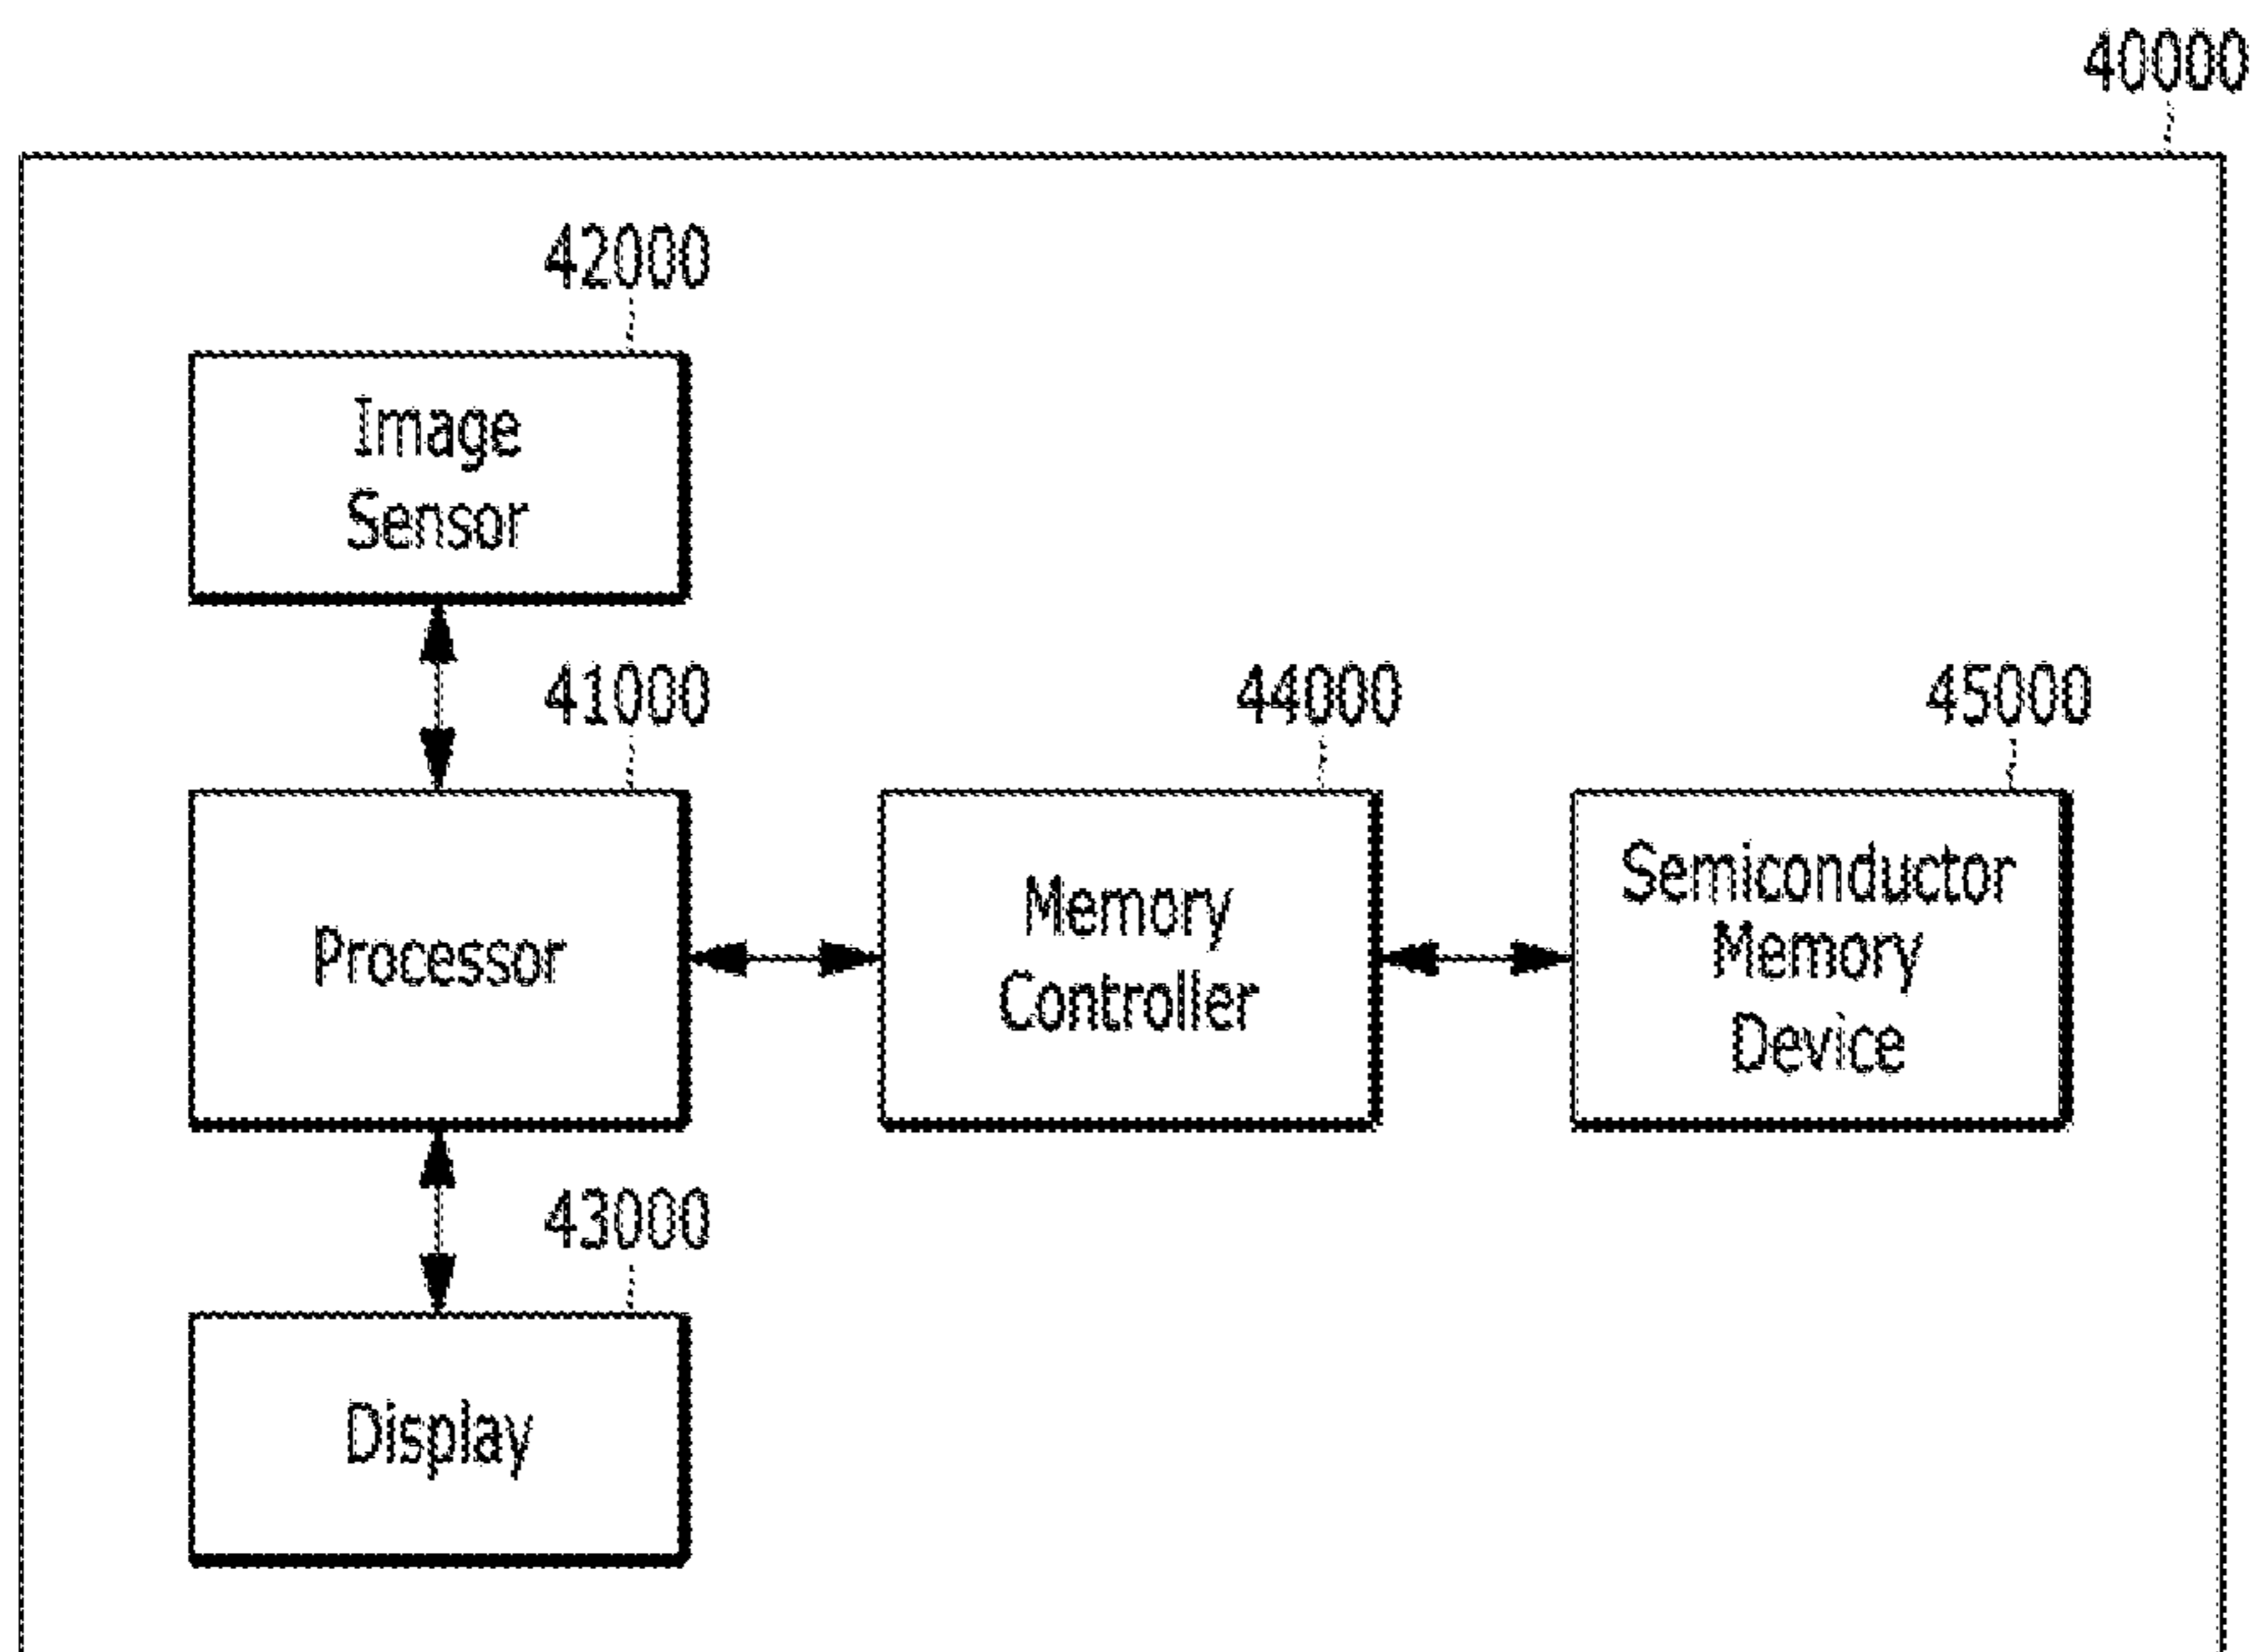 40000
42000
Image
Sensor
41000
44000
45000
Processor
Memory
Controller
Semiconductor
Memory
Device
43000
Display